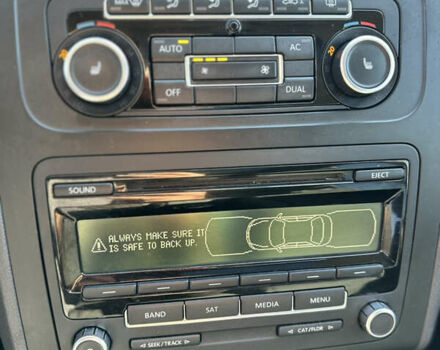 MAX
AUTO
AC
OFF
DUAL
SOUND
EJECT
ALWAYS MAKE SURE IT
IS SAFE TO BACK UP.
BAND
SAT
MEDIA
MENU
SEEK/TRACK
CAT/FLDR